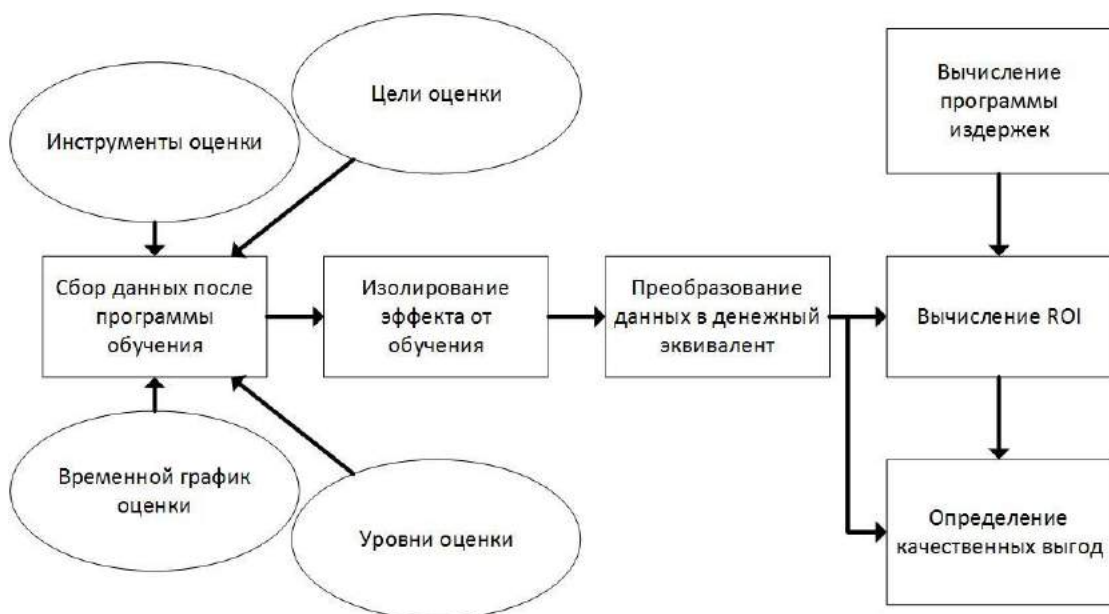 Инструменты оценки
Цели оценки
Вычисление
программы
издержек
Сбор данных после
программы
обучения
Изолирование
эффекта от
обучения
Преобразование
данных в денежный
эквивалент
Вычисление ROI
Временной график
оценки
Уровни оценки
Определение
качественных выгод